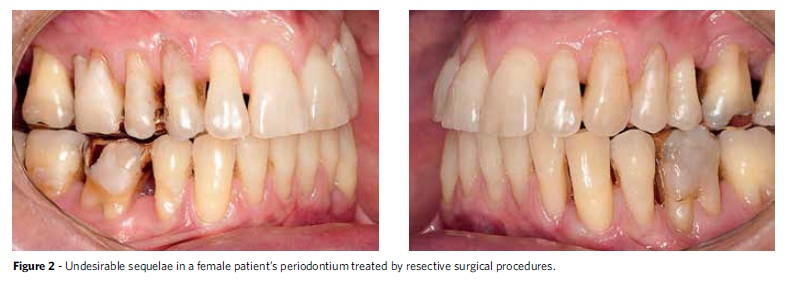 Figure 2 - Undesirable sequelae in a female patient's periodontium treated by resective surgical procedures.